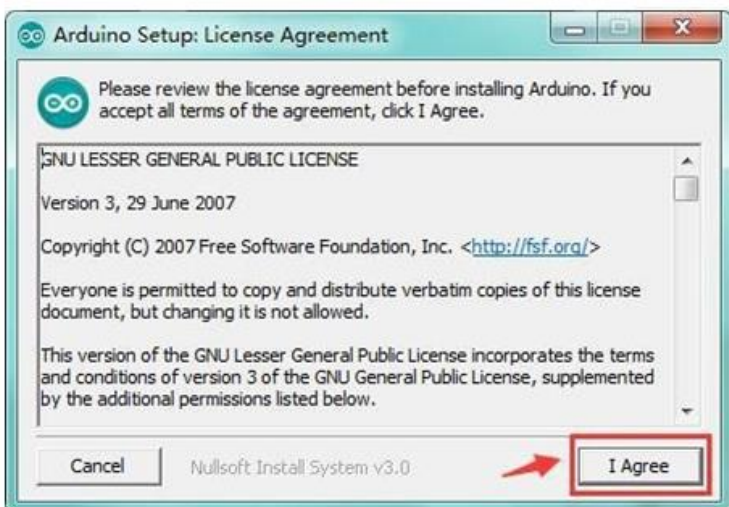 Arduino Setup: License Agreement
Please review the license agreement before installing Arduino. If you
accept all terms of the agreement, click I Agree.
GNU LESSER GENERAL PUBLIC LICENSE
Version 3, 29 June 2007
Copyright (C) 2007 Free Software Foundation, Inc. <http://fsf.org/>
Everyone is permitted to copy and distribute verbatim copies of this license
document, but changing it is not allowed.
This version of the GNU Lesser General Public License incorporates the terms
and conditions of version 3 of the GNU General Public License, supplemented
by the additional permissions listed below.
Cancel Nullsoft Install System v3.0 I Agree